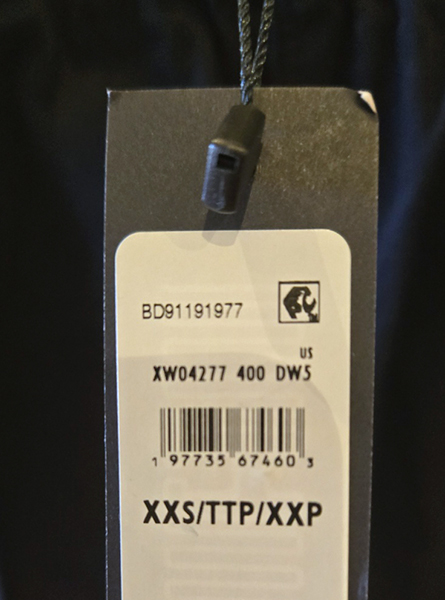 BD91191977
US
XW04277 400 DW5
1 97735 67460 3
XXS/TTP/XXP